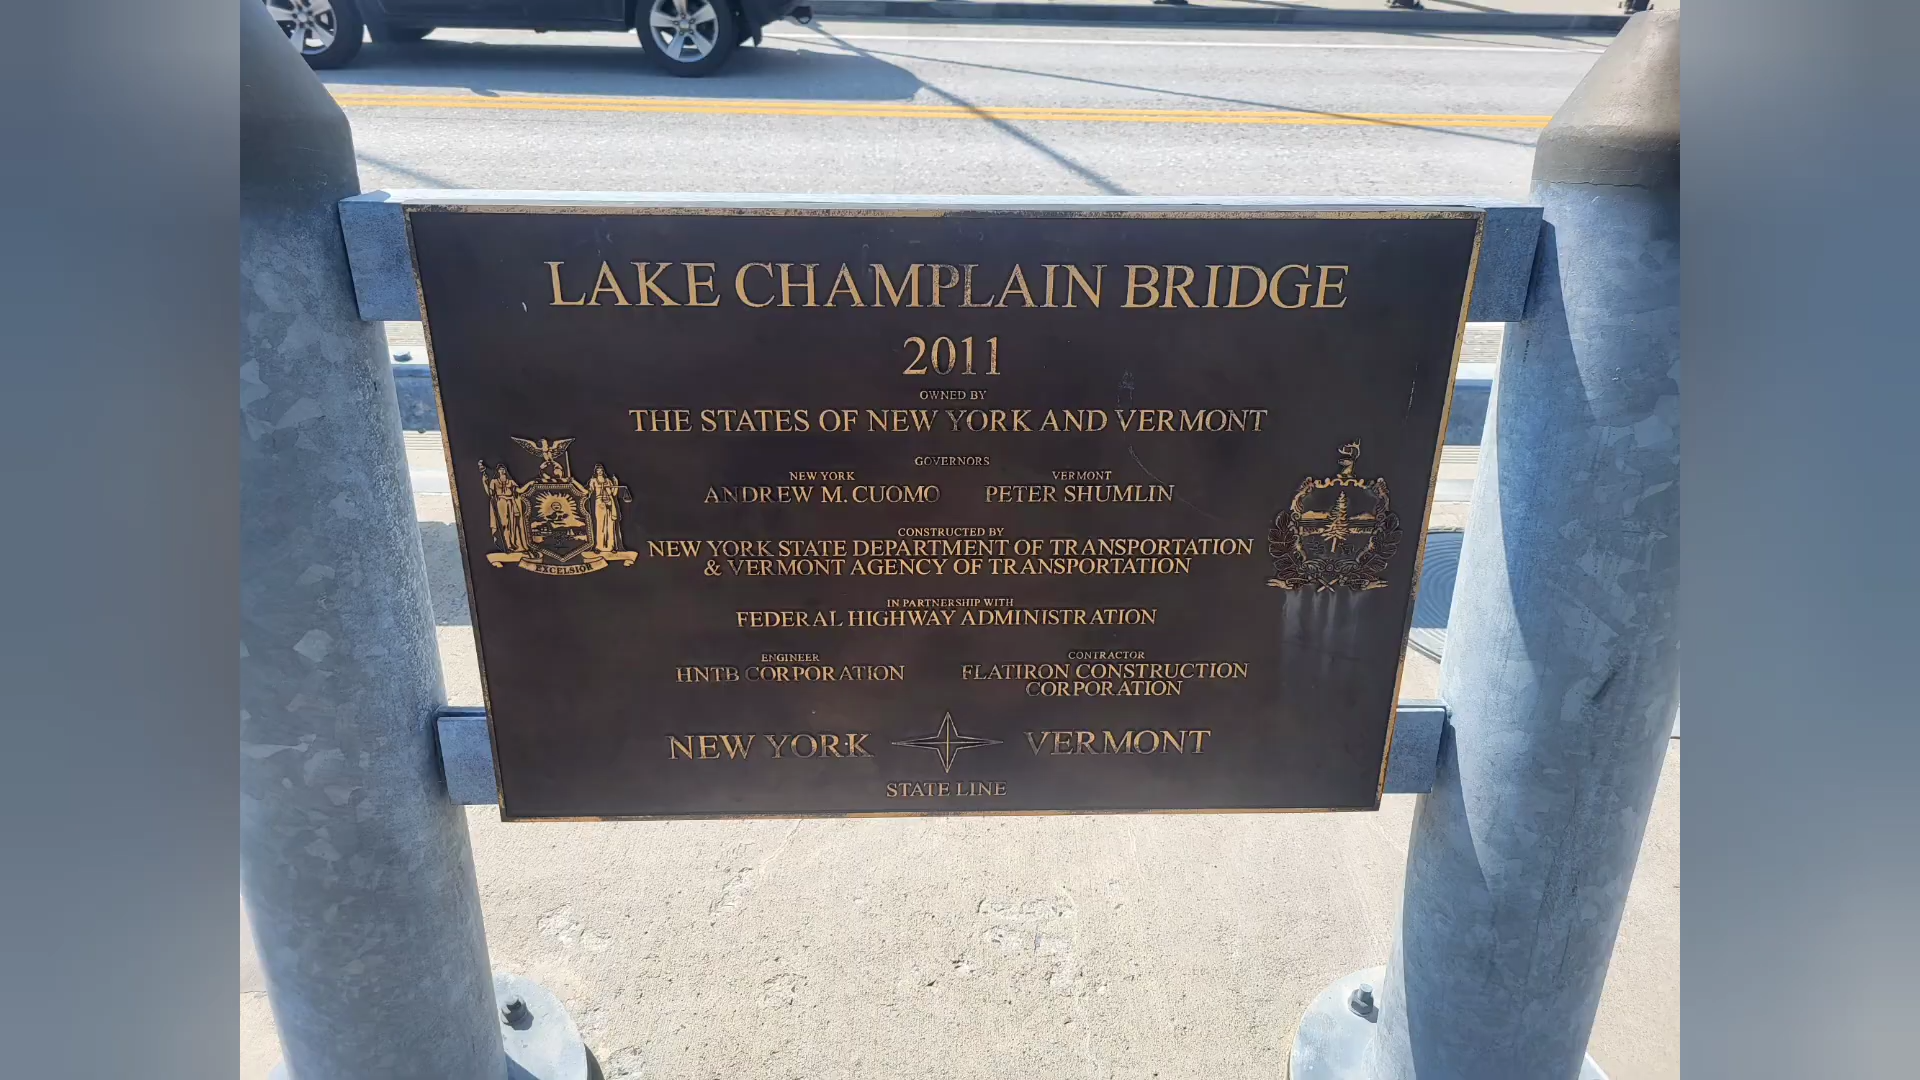 LAKE CHAMPLAIN BRIDGE
2011
OWNED BY
THE STATES OF NEW YORK AND VERMONT
GOVERNORS
NEW YORK VERMONT
ANDREW M. CUOMO PETER SHUMLIN
CONSTRUCTED BY
NEW YORK STATE DEPARTMENT OF TRANSPORTATION
& VERMONT AGENCY OF TRANSPORTATION
IN PARTNERSHIP WITH
FEDERAL HIGHWAY ADMINISTRATION
ENGINEER CONTRACTOR
HNTB CORPORATION FLATIRON CONSTRUCTION
CORPORATION
NEW YORK VERMONT
STATE LINE
EXCELSIOR